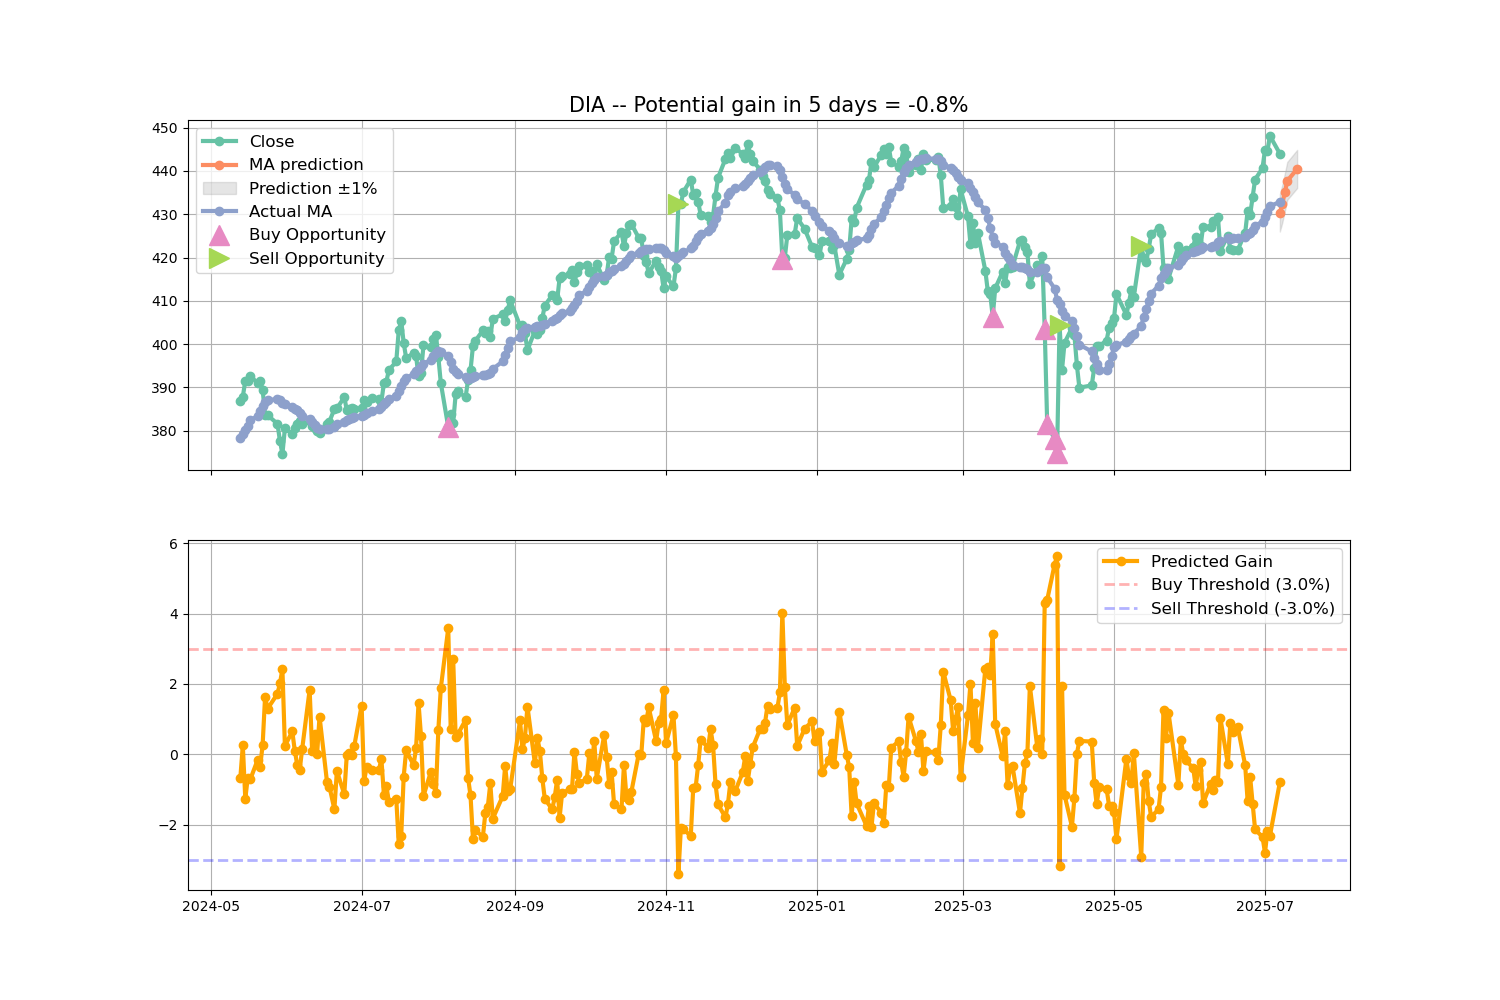 DIA -- Potential gain in 5 days = -0.8%
450
440
430
420
410
400
390
380
Close
MA prediction
Prediction ±1%
Actual MA
Buy Opportunity
Sell Opportunity
6
4
2
0
−2
Predicted Gain
Buy Threshold (3.0%)
Sell Threshold (-3.0%)
2024-05 2024-07 2024-09 2024-11 2025-01 2025-03 2025-05 2025-07